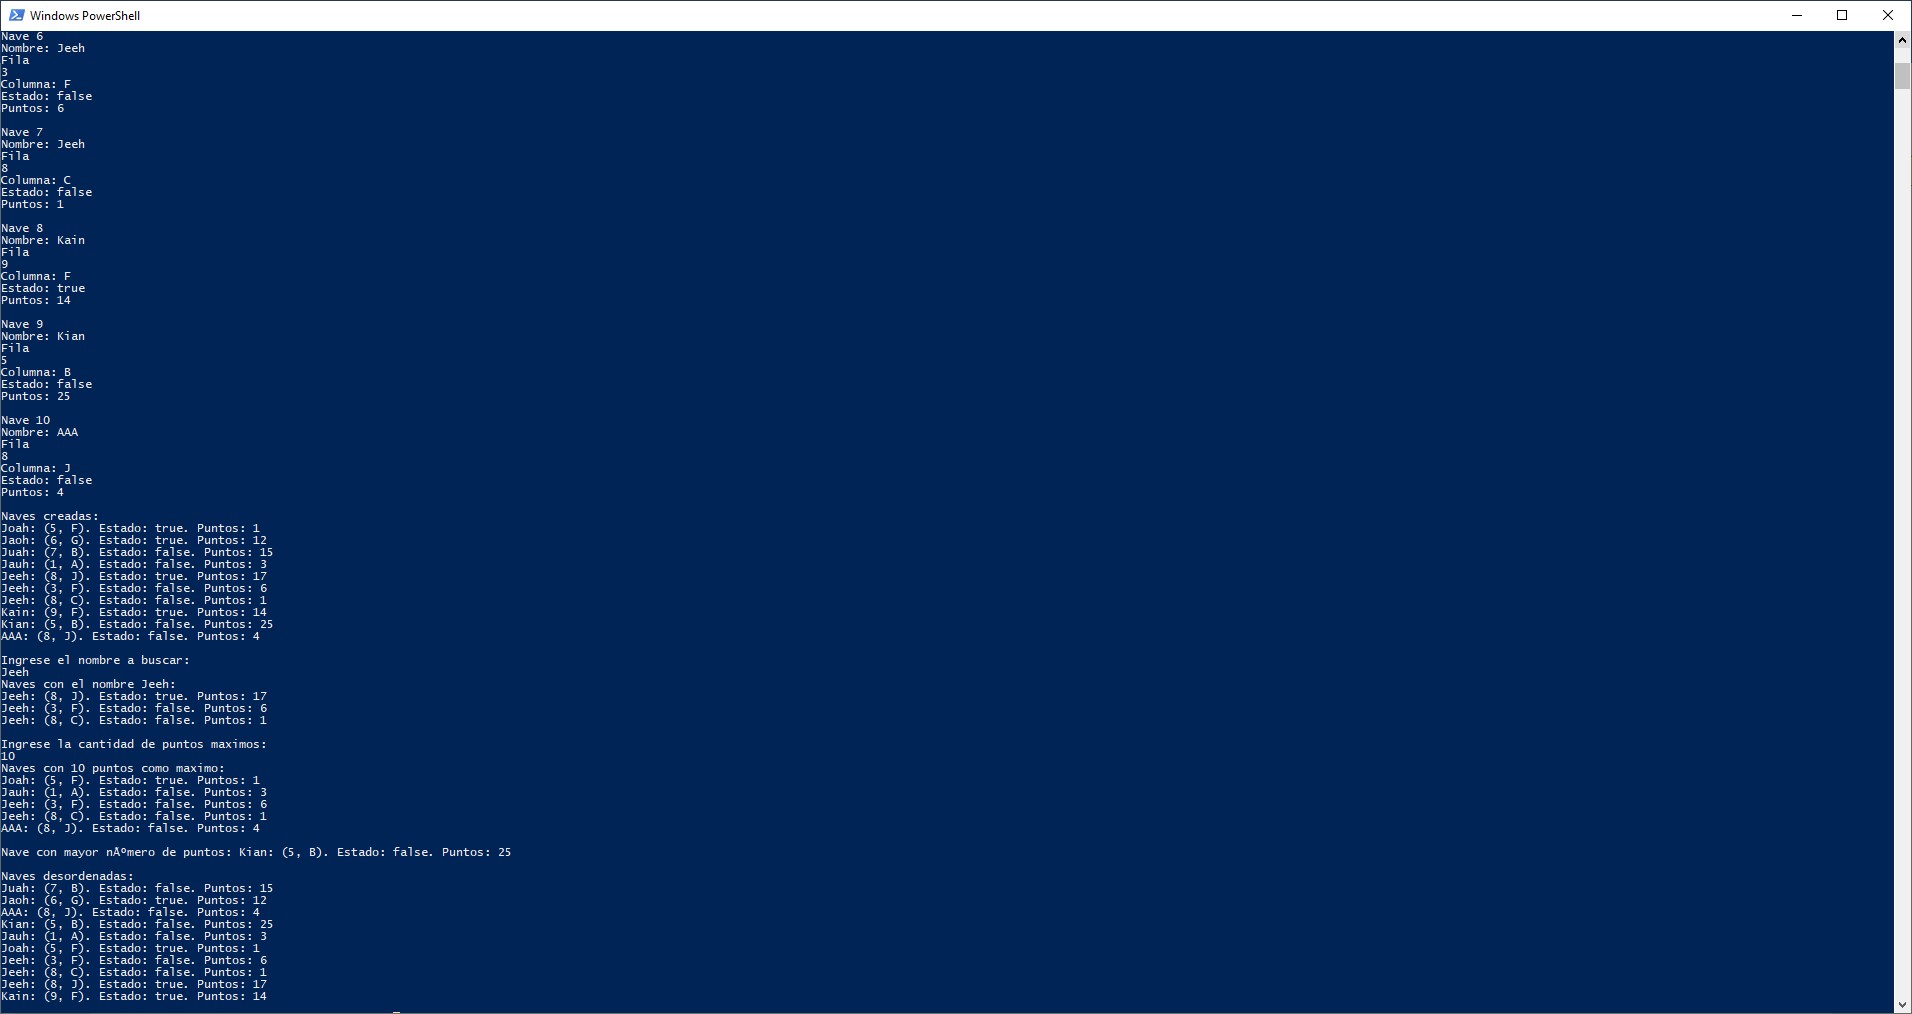 Windows PowerShell
Nave 6
Nombre: Jeeh
Fila
3
Columna: F
Estado: false
Puntos: 6
Nave 7
Nombre: Jeeh
Fila
8
Columna: C
Estado: false
Puntos: 1
Nave 8
Nombre: Kain
Fila
9
Columna: F
Estado: true
Puntos: 14
Nave 9
Nombre: Kian
Fila
5
Columna: B
Estado: false
Puntos: 25
Nave 10
Nombre: AAA
Fila
8
Columna: J
Estado: false
Puntos: 4
Naves creadas:
Joah: (5, F). Estado: true. Puntos: 1
Jaoh: (6, G). Estado: true. Puntos: 12
Juah: (7, B). Estado: false. Puntos: 15
Jauh: (1, A). Estado: false. Puntos: 3
Jeeh: (8, J). Estado: true. Puntos: 17
Jeeh: (3, F). Estado: false. Puntos: 6
Jeeh: (8, C). Estado: false. Puntos: 1
Kain: (9, F). Estado: true. Puntos: 14
Kian: (5, B). Estado: false. Puntos: 25
AAA: (8, J). Estado: false. Puntos: 4
Ingrese el nombre a buscar:
Jeeh
Naves con el nombre Jeeh:
Jeeh: (8, J). Estado: true. Puntos: 17
Jeeh: (3, F). Estado: false. Puntos: 6
Jeeh: (8, C). Estado: false. Puntos: 1
Ingrese la cantidad de puntos maximos:
10
Naves con 10 puntos como maximo:
Joah: (5, F). Estado: true. Puntos: 1
Jauh: (1, A). Estado: false. Puntos: 3
Jeeh: (3, F). Estado: false. Puntos: 6
Jeeh: (8, C). Estado: false. Puntos: 1
AAA: (8, J). Estado: false. Puntos: 4
Nave con mayor nÃºmero de puntos: Kian: (5, B). Estado: false. Puntos: 25
Naves desordenadas:
Juah: (7, B). Estado: false. Puntos: 15
Jaoh: (6, G). Estado: true. Puntos: 12
AAA: (8, J). Estado: false. Puntos: 4
Kian: (5, B). Estado: false. Puntos: 25
Jauh: (1, A). Estado: false. Puntos: 3
Joah: (5, F). Estado: true. Puntos: 1
Jeeh: (3, F). Estado: false. Puntos: 6
Jeeh: (8, C). Estado: false. Puntos: 1
Jeeh: (8, J). Estado: true. Puntos: 17
Kain: (9, F). Estado: true. Puntos: 14